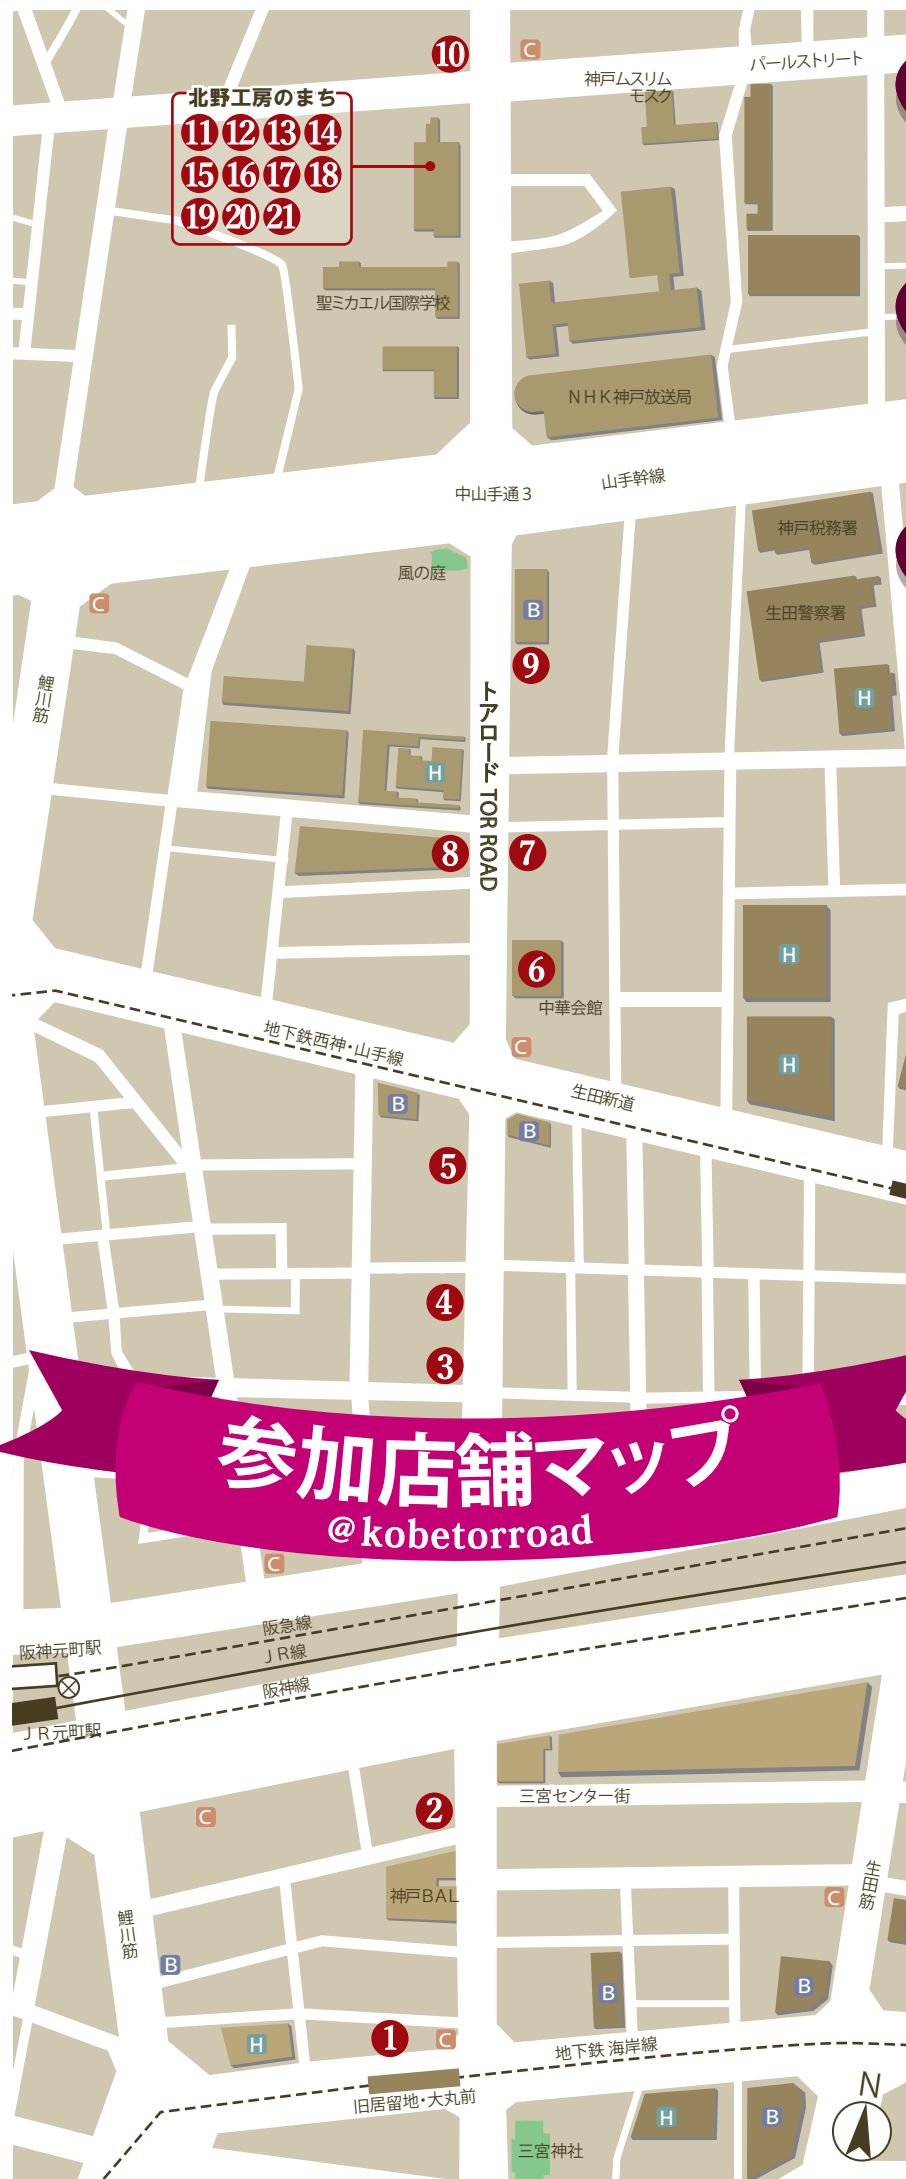 10
C
神戸ムスリム
モスク
パールストリート
北野工房のまち
11 12 13 14
15 16 17 18
19 20 21
聖ミカエル国際学校
NHK神戸放送局
中山手通3
山手幹線
神戸税務署
風の庭
C
B
生田警察署
9
H
鯉川筋
トアロード TOR ROAD
H
8
7
H
6
中華会館
C
地下鉄西神・山手線
H
生田新道
B
B
5
4
3
参加店舗マップ
@kobetorroad
C
阪急線
阪神元町駅
JR線
阪神線
JR元町駅
三宮センター街
2
C
生田筋
神戸BAL
C
鯉川筋
B
B
B
1
C
H
地下鉄 海岸線
旧居留地・大丸前
N
H
B
三宮神社